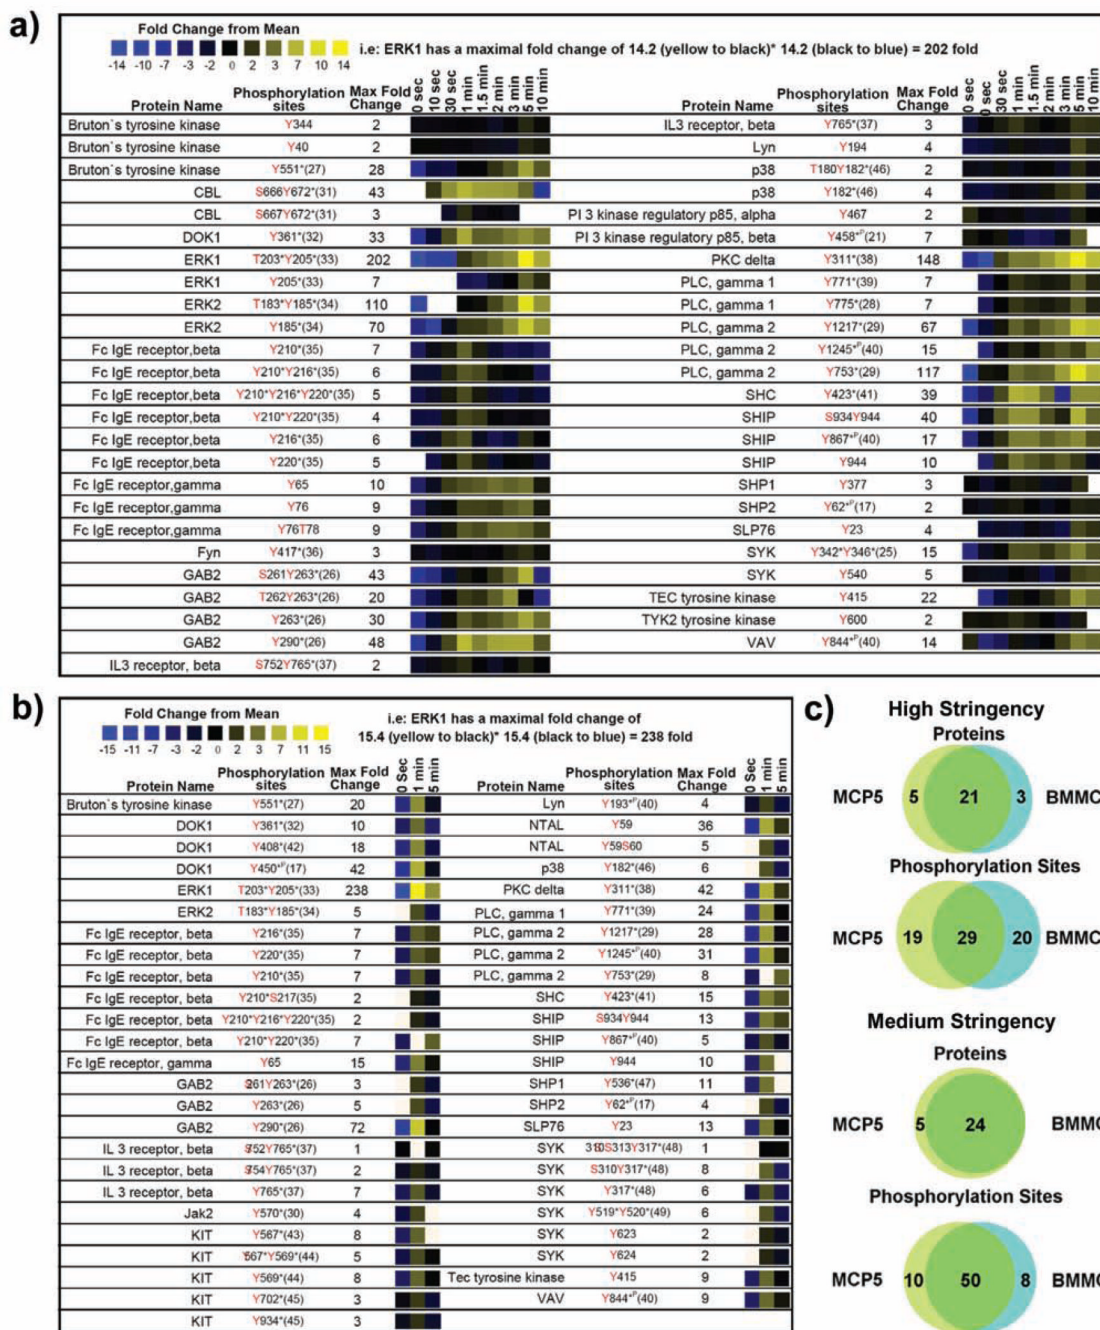 a)
Fold Change from Mean
i.e: ERK1 has a maximal fold change of 14.2 (yellow to black)* 14.2 (black to blue) = 202 fold
-14 -10 -7 -3 -2 0 2 3 7 10 14
Protein Name Phosphorylation sites Max Fold Change 0 sec 10 sec 30 sec 1 min 1.5 min 2 min 3 min 5 min 10 min
Bruton`s tyrosine kinase Y344 2
Bruton`s tyrosine kinase Y40 2
Bruton`s tyrosine kinase Y551*(27) 28
CBL S666Y672*(31) 43
CBL S667Y672*(31) 3
DOK1 Y361*(32) 33
ERK1 T203*Y205*(33) 202
ERK1 Y205*(33) 7
ERK2 T183*Y185*(34) 110
ERK2 Y185*(34) 70
Fc IgE receptor,beta Y210*(35) 7
Fc IgE receptor,beta Y210*Y216*(35) 6
Fc IgE receptor,beta Y210*Y216*Y220*(35) 5
Fc IgE receptor,beta Y210*Y220*(35) 4
Fc IgE receptor,beta Y216*(35) 6
Fc IgE receptor,beta Y220*(35) 5
Fc IgE receptor,gamma Y65 10
Fc IgE receptor,gamma Y76 9
Fc IgE receptor,gamma Y76T78 9
Fyn Y417*(36) 3
GAB2 S261Y263*(26) 43
GAB2 T262Y263*(26) 20
GAB2 Y263*(26) 30
GAB2 Y290*(26) 48
IL3 receptor, beta S752Y765*(37) 2
Protein Name Phosphorylation sites Max Fold Change 0 sec 0 sec 30 sec 1 min 1.5 min 2 min 3 min 5 min 10 min
IL3 receptor, beta Y765*(37) 3
Lyn Y194 4
p38 T180Y182*(46) 2
p38 Y182*(46) 4
PI 3 kinase regulatory p85, alpha Y467 2
PI 3 kinase regulatory p85, beta Y458*ᴾ(21) 7
PKC delta Y311*(38) 148
PLC, gamma 1 Y771*(39) 7
PLC, gamma 1 Y775*(28) 7
PLC, gamma 2 Y1217*(29) 67
PLC, gamma 2 Y1245*ᴾ(40) 15
PLC, gamma 2 Y753*(29) 117
SHC Y423*(41) 39
SHIP S934Y944 40
SHIP Y867*ᴾ(40) 17
SHIP Y944 10
SHP1 Y377 3
SHP2 Y62*ᴾ(17) 2
SLP76 Y23 4
SYK Y342*Y346*(25) 15
SYK Y540 5
TEC tyrosine kinase Y415 22
TYK2 tyrosine kinase Y600 2
VAV Y844*ᴾ(40) 14
b)
Fold Change from Mean
-15 -11 -7 -3 -2 0 2 3 7 11 15
i.e: ERK1 has a maximal fold change of
15.4 (yellow to black)* 15.4 (black to blue) = 238 fold
Protein Name Phosphorylation sites Max Fold Change 0 Sec 1 min 5 min
Bruton`s tyrosine kinase Y551*(27) 20
DOK1 Y361*(32) 10
DOK1 Y408*(42) 18
DOK1 Y450*ᴾ(17) 42
ERK1 T203*Y205*(33) 238
ERK2 T183*Y185*(34) 5
Fc IgE receptor, beta Y216*(35) 7
Fc IgE receptor, beta Y220*(35) 7
Fc IgE receptor, beta Y210*(35) 7
Fc IgE receptor, beta Y210*S217(35) 2
Fc IgE receptor, beta Y210*Y216*Y220*(35) 2
Fc IgE receptor, beta Y210*Y220*(35) 7
Fc IgE receptor, gamma Y65 15
GAB2 S261Y263*(26) 3
GAB2 Y263*(26) 5
GAB2 Y290*(26) 72
IL 3 receptor, beta S752Y765*(37) 1
IL 3 receptor, beta S754Y765*(37) 2
IL 3 receptor, beta Y765*(37) 7
Jak2 Y570*(30) 4
KIT Y567*(43) 8
KIT Y567*Y569*(44) 5
KIT Y569*(44) 8
KIT Y702*(45) 3
KIT Y934*(45) 3
Protein Name Phosphorylation sites Max Fold Change 0 Sec 1 min 5 min
Lyn Y193*ᴾ(40) 4
NTAL Y59 36
NTAL Y59S60 5
p38 Y182*(46) 6
PKC delta Y311*(38) 42
PLC, gamma 1 Y771*(39) 24
PLC, gamma 2 Y1217*(29) 28
PLC, gamma 2 Y1245*ᴾ(40) 31
PLC, gamma 2 Y753*(29) 8
SHC Y423*(41) 15
SHIP S934Y944 13
SHIP Y867*ᴾ(40) 5
SHIP Y944 10
SHP1 Y536*(47) 11
SHP2 Y62*ᴾ(17) 4
SLP76 Y23 13
SYK S310S313Y317*(48) 1
SYK S310Y317*(48) 8
SYK Y317*(48) 6
SYK Y519*Y520*(49) 6
SYK Y623 2
SYK Y624 2
Tec tyrosine kinase Y415 9
VAV Y844*ᴾ(40) 9
c)
High Stringency
Proteins
MCP5 5 21 3 BMMC
Phosphorylation Sites
MCP5 19 29 20 BMMC
Medium Stringency
Proteins
MCP5 5 24 BMMC
Phosphorylation Sites
MCP5 10 50 8 BMMC